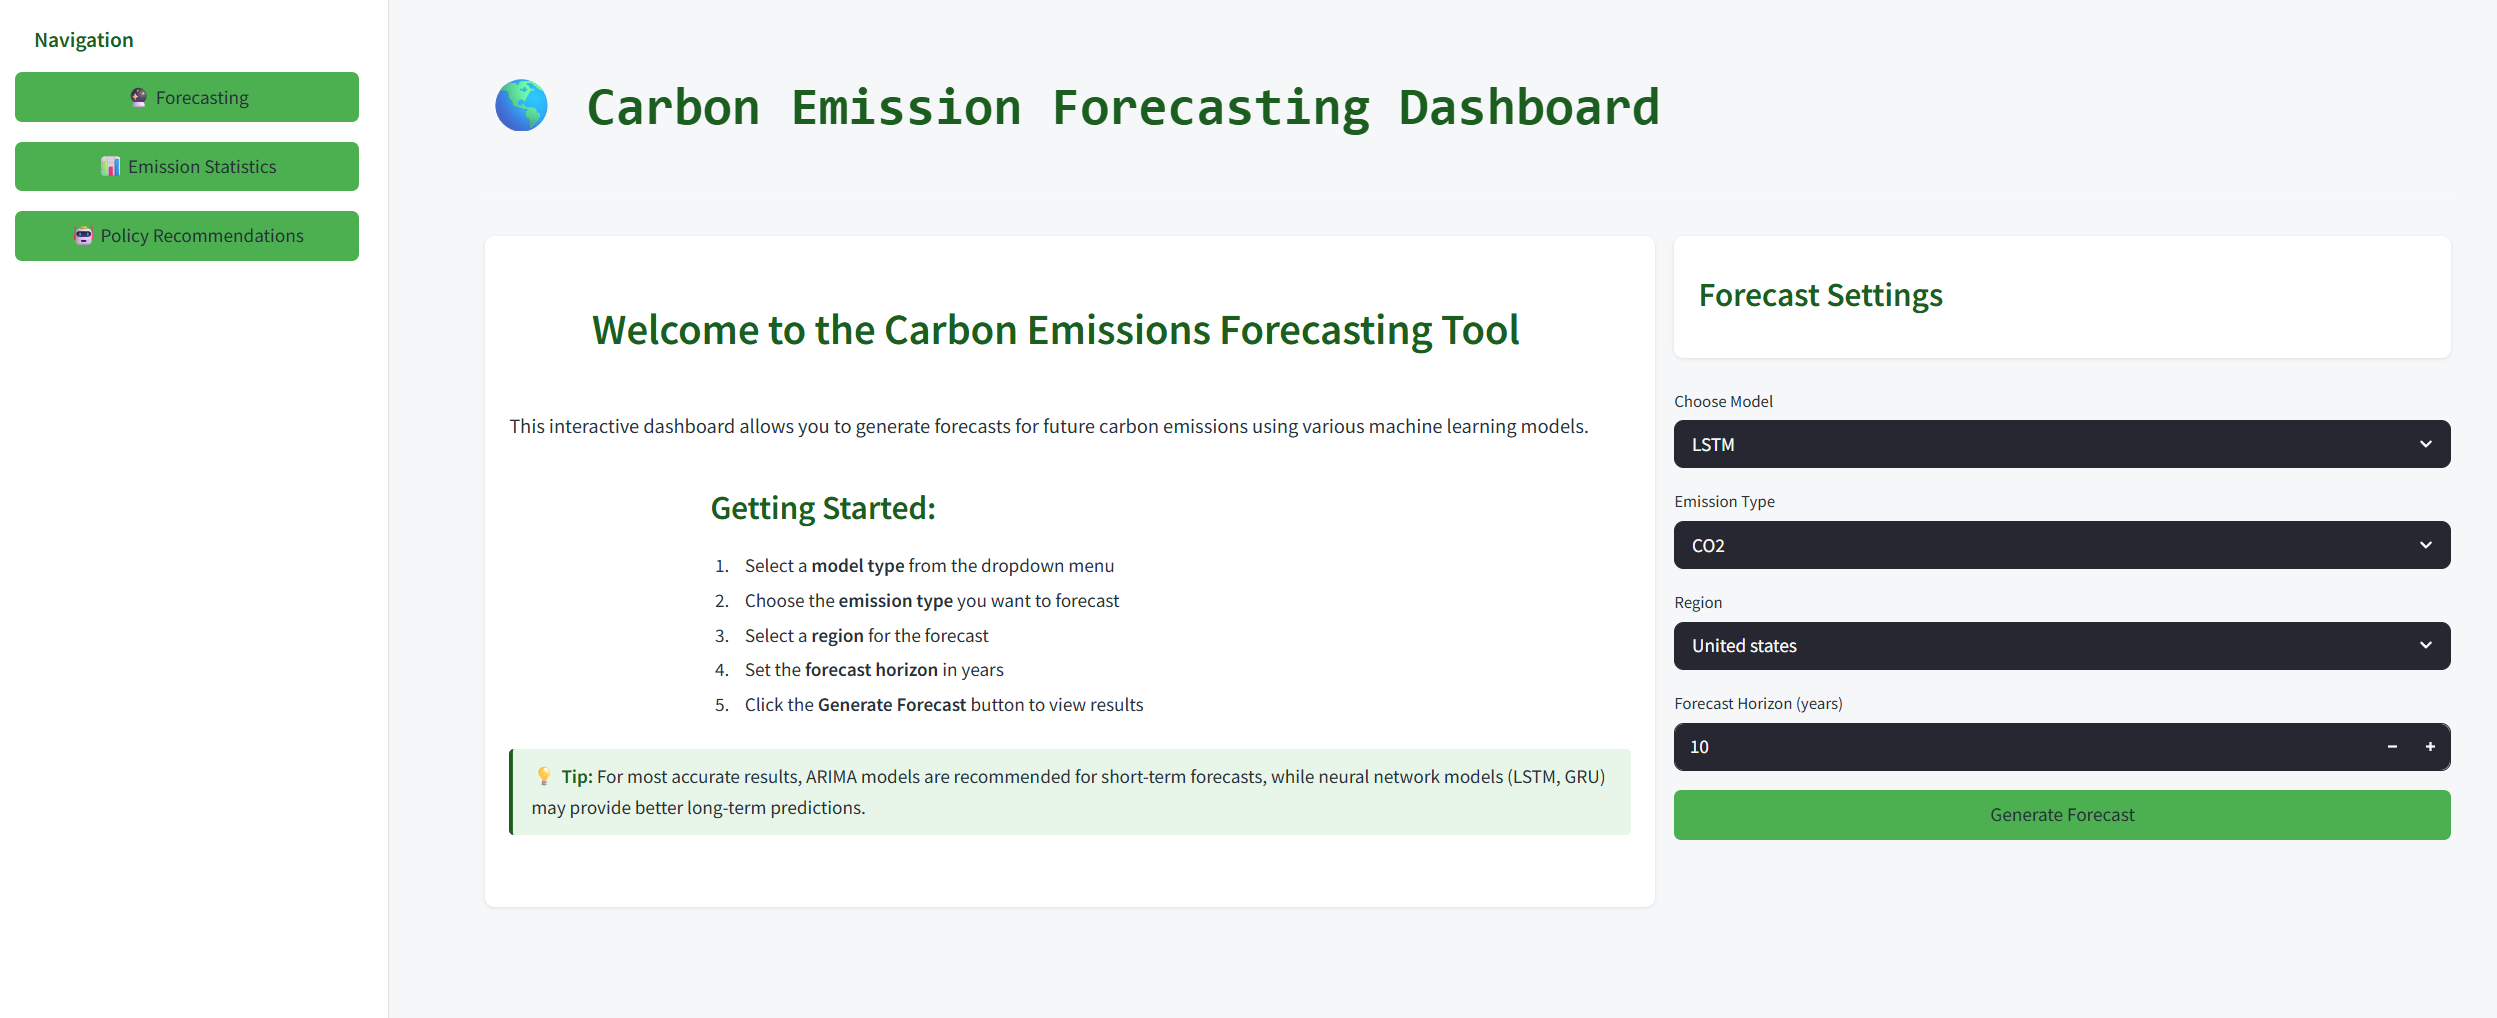 Navigation
Forecasting
Emission Statistics
Policy Recommendations
Carbon Emission Forecasting Dashboard
Welcome to the Carbon Emissions Forecasting Tool
This interactive dashboard allows you to generate forecasts for future carbon emissions using various machine learning models.
Getting Started:
1. Select a model type from the dropdown menu
2. Choose the emission type you want to forecast
3. Select a region for the forecast
4. Set the forecast horizon in years
5. Click the Generate Forecast button to view results
Tip: For most accurate results, ARIMA models are recommended for short-term forecasts, while neural network models (LSTM, GRU)
may provide better long-term predictions.
Forecast Settings
Choose Model
LSTM
Emission Type
CO2
Region
United states
Forecast Horizon (years)
10
Generate Forecast